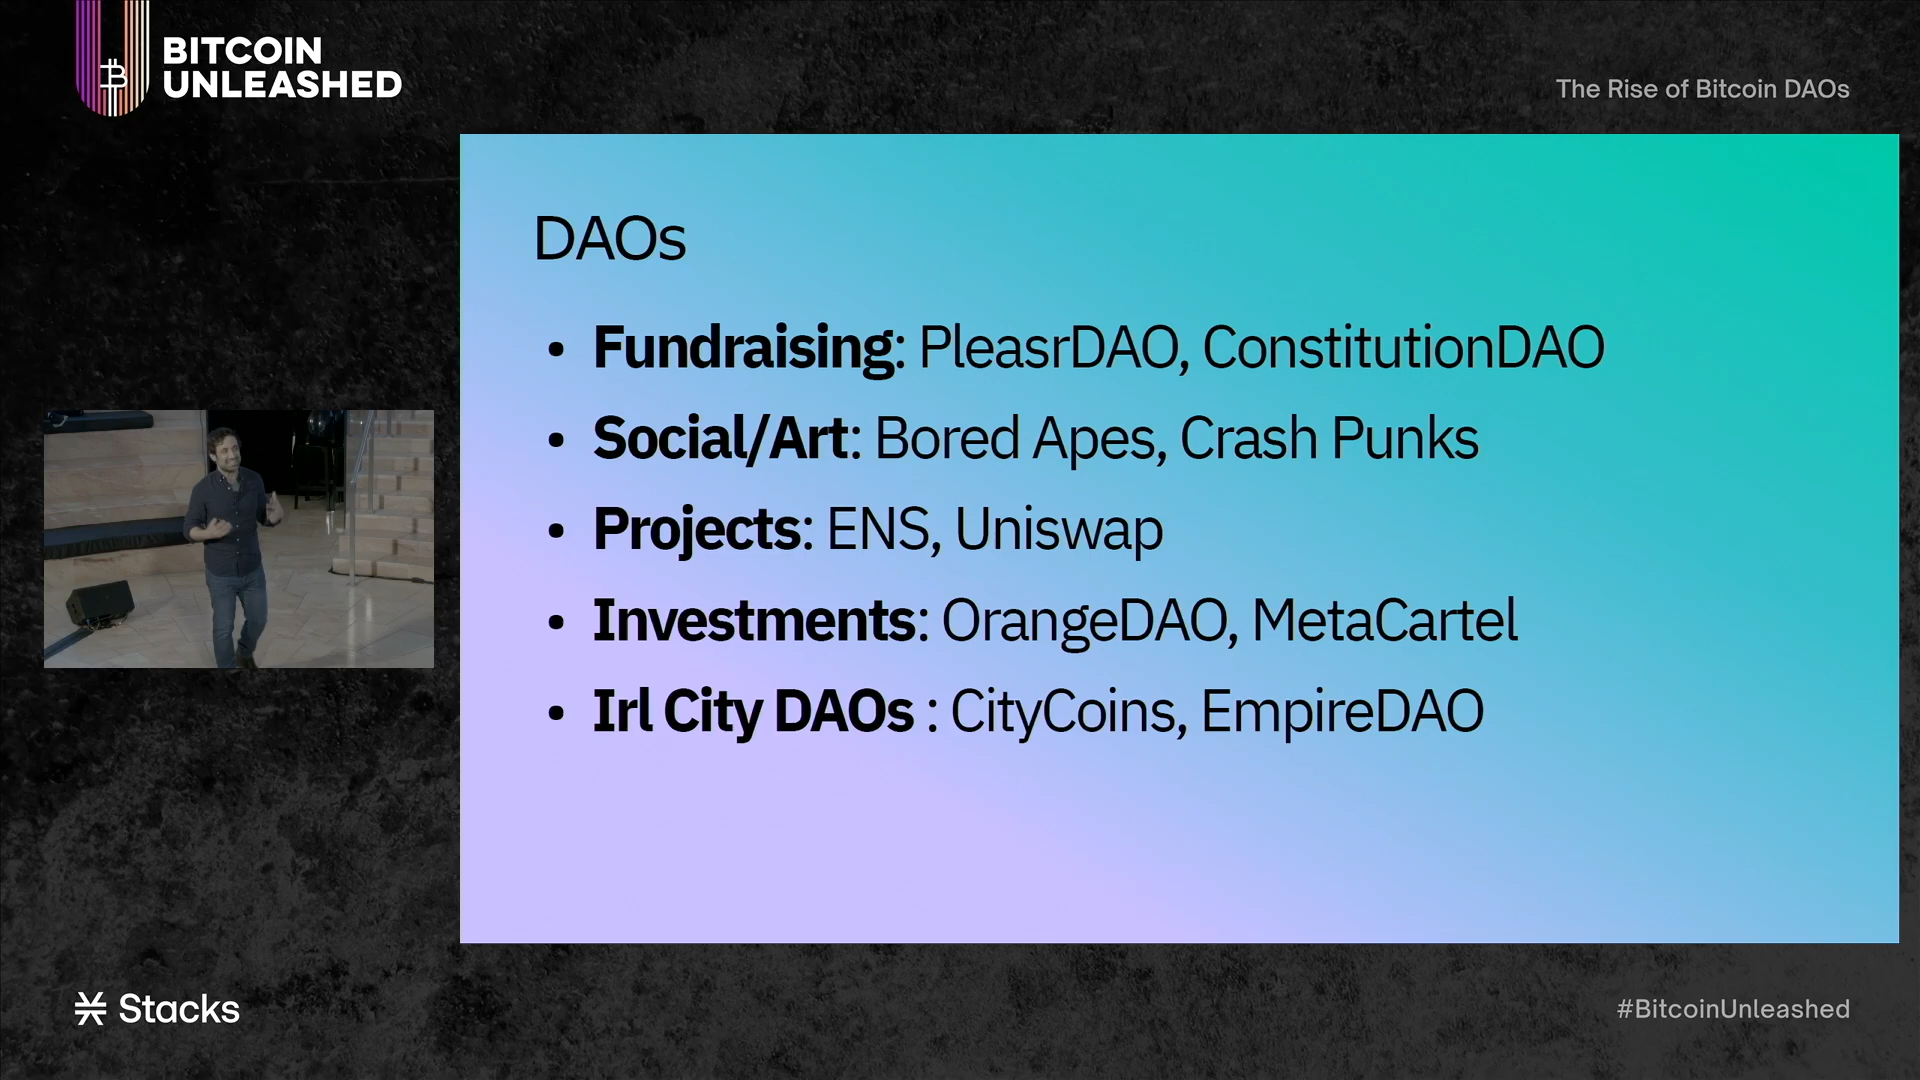 BITCOIN
UNLEASHED
The Rise of Bitcoin DAOs
DAOs
• Fundraising: PleasrDAO, ConstitutionDAO
• Social/Art: Bored Apes, Crash Punks
• Projects: ENS, Uniswap
• Investments: OrangeDAO, MetaCartel
• Irl City DAOs : CityCoins, EmpireDAO
Stacks
#BitcoinUnleashed